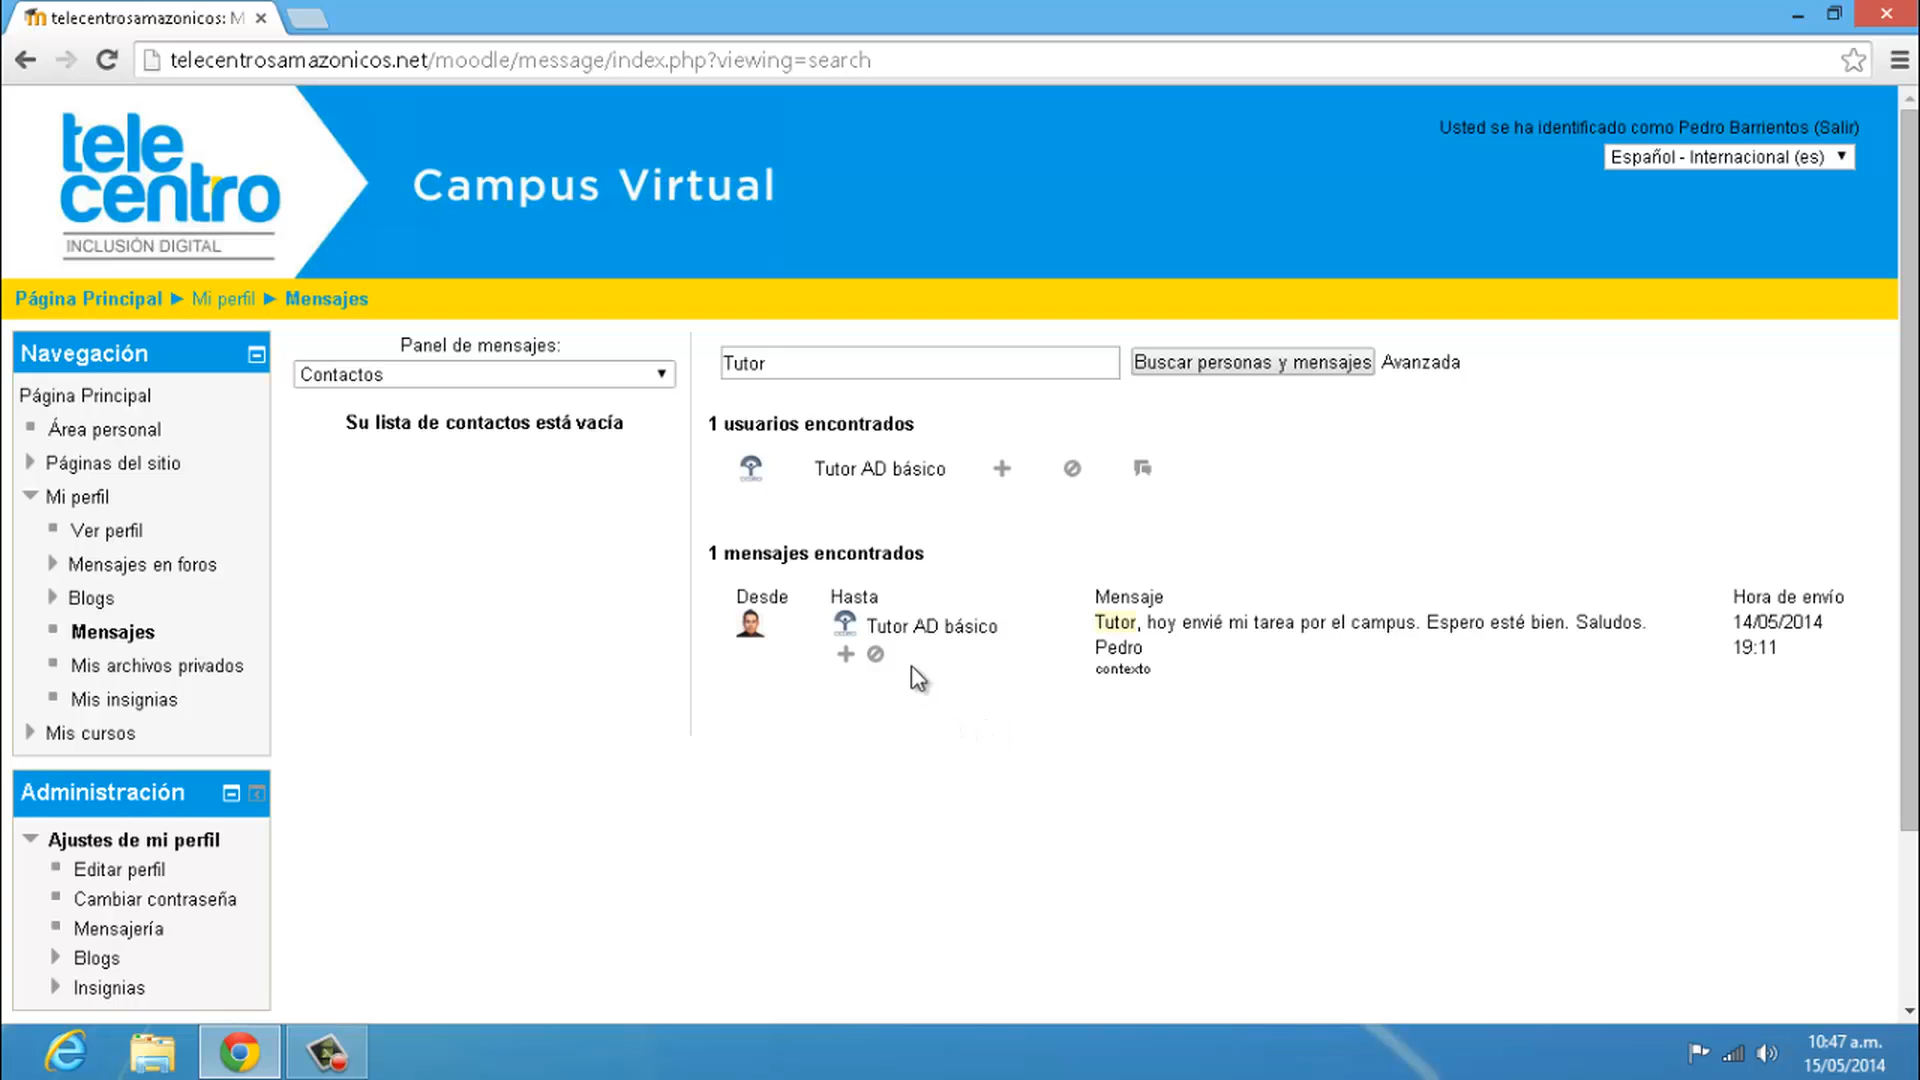 telecentrosamazonicos: M
telecentrosamazonicos.net/moodle/message/index.php?viewing=search
tele
centro
INCLUSIÓN DIGITAL
Campus Virtual
Usted se ha identificado como Pedro Barrientos (Salir)
Español - Internacional (es)
Página Principal ▶ Mi perfil ▶ Mensajes
Navegación
Página Principal
Área personal
Páginas del sitio
Mi perfil
Ver perfil
Mensajes en foros
Blogs
Mensajes
Mis archivos privados
Mis insignias
Mis cursos
Administración
Ajustes de mi perfil
Editar perfil
Cambiar contraseña
Mensajería
Blogs
Insignias
Panel de mensajes:
Contactos
Su lista de contactos está vacía
Tutor
Buscar personas y mensajes
Avanzada
1 usuarios encontrados
Tutor AD básico
1 mensajes encontrados
Desde
Hasta
Mensaje
Hora de envío
Tutor AD básico
Tutor, hoy envié mi tarea por el campus. Espero esté bien. Saludos.
Pedro
contexto
14/05/2014
19:11
10:47 a.m.
15/05/2014